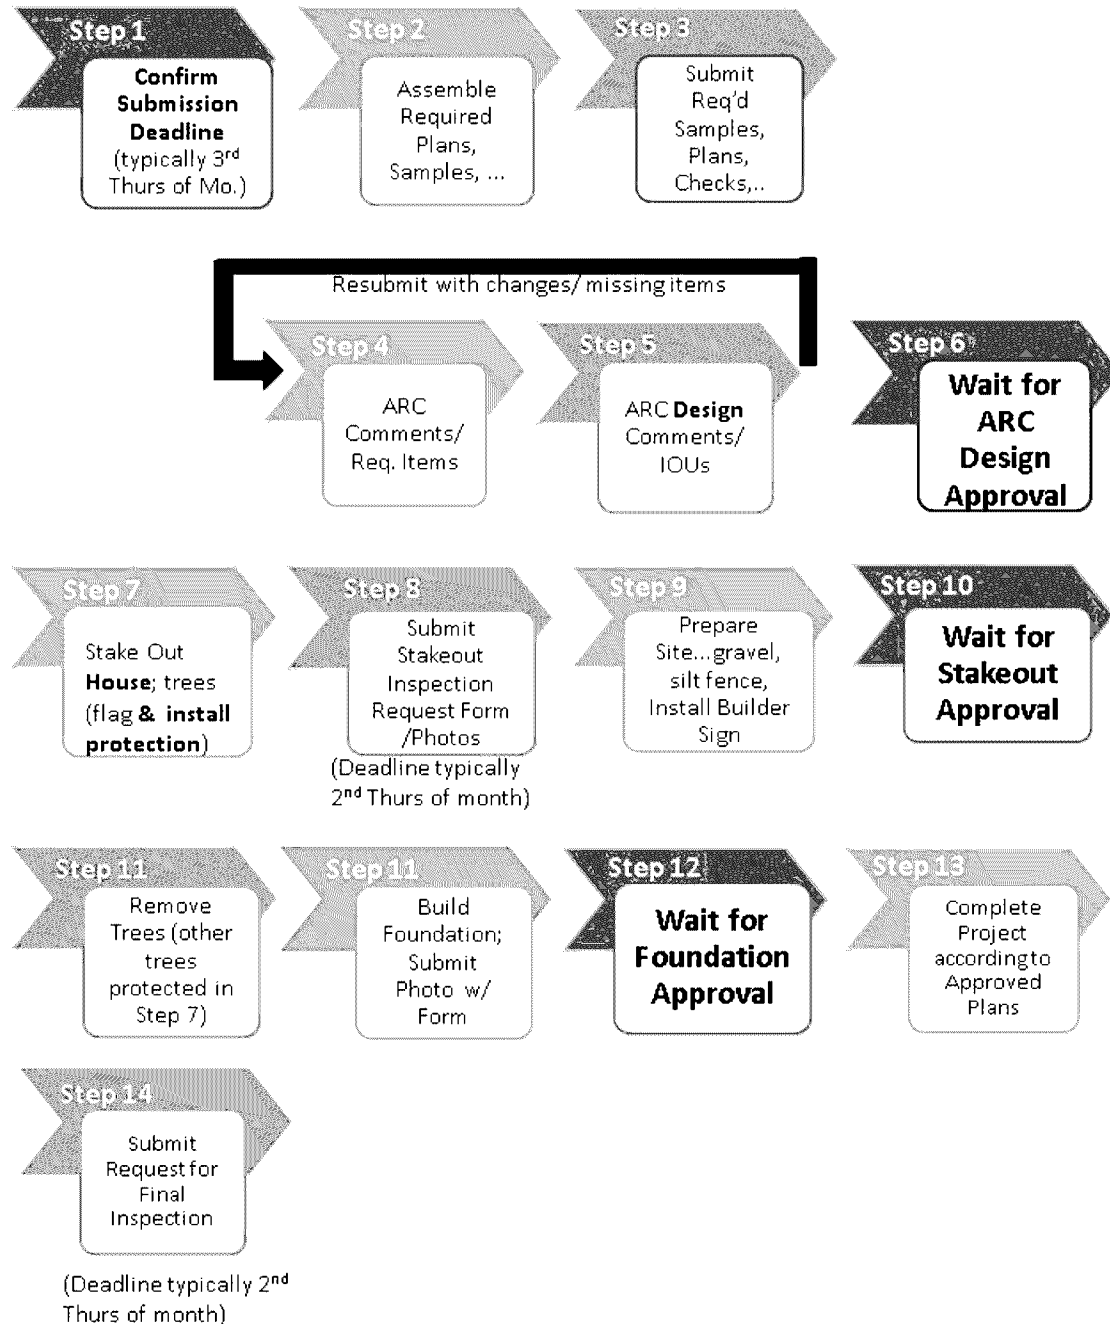 Step 1
Confirm
Submission
Deadline
(typically 3rd
Thurs of Mo.)
Step 2
Assemble
Required
Plans,
Samples, ...
Step 3
Submit
Req'd
Samples,
Plans,
Checks,..
Resubmit with changes/ missing items
Step 4
ARC
Comments/
Req. Items
Step 5
ARC Design
Comments/
IOUs
Step 6
Wait for
ARC
Design
Approval
Step 7
Stake Out
House; trees
(flag & install
protection)
Step 8
Submit
Stakeout
Inspection
Request Form
/Photos
(Deadline typically
2nd Thurs of month)
Step 9
Prepare
Site...gravel,
silt fence,
Install Builder
Sign
Step 10
Wait for
Stakeout
Approval
Step 11
Remove
Trees (other
trees
protected in
Step 7)
Step 11
Build
Foundation;
Submit
Photo w/
Form
Step 12
Wait for
Foundation
Approval
Step 13
Complete
Project
according to
Approved
Plans
Step 14
Submit
Request for
Final
Inspection
(Deadline typically 2nd
Thurs of month)